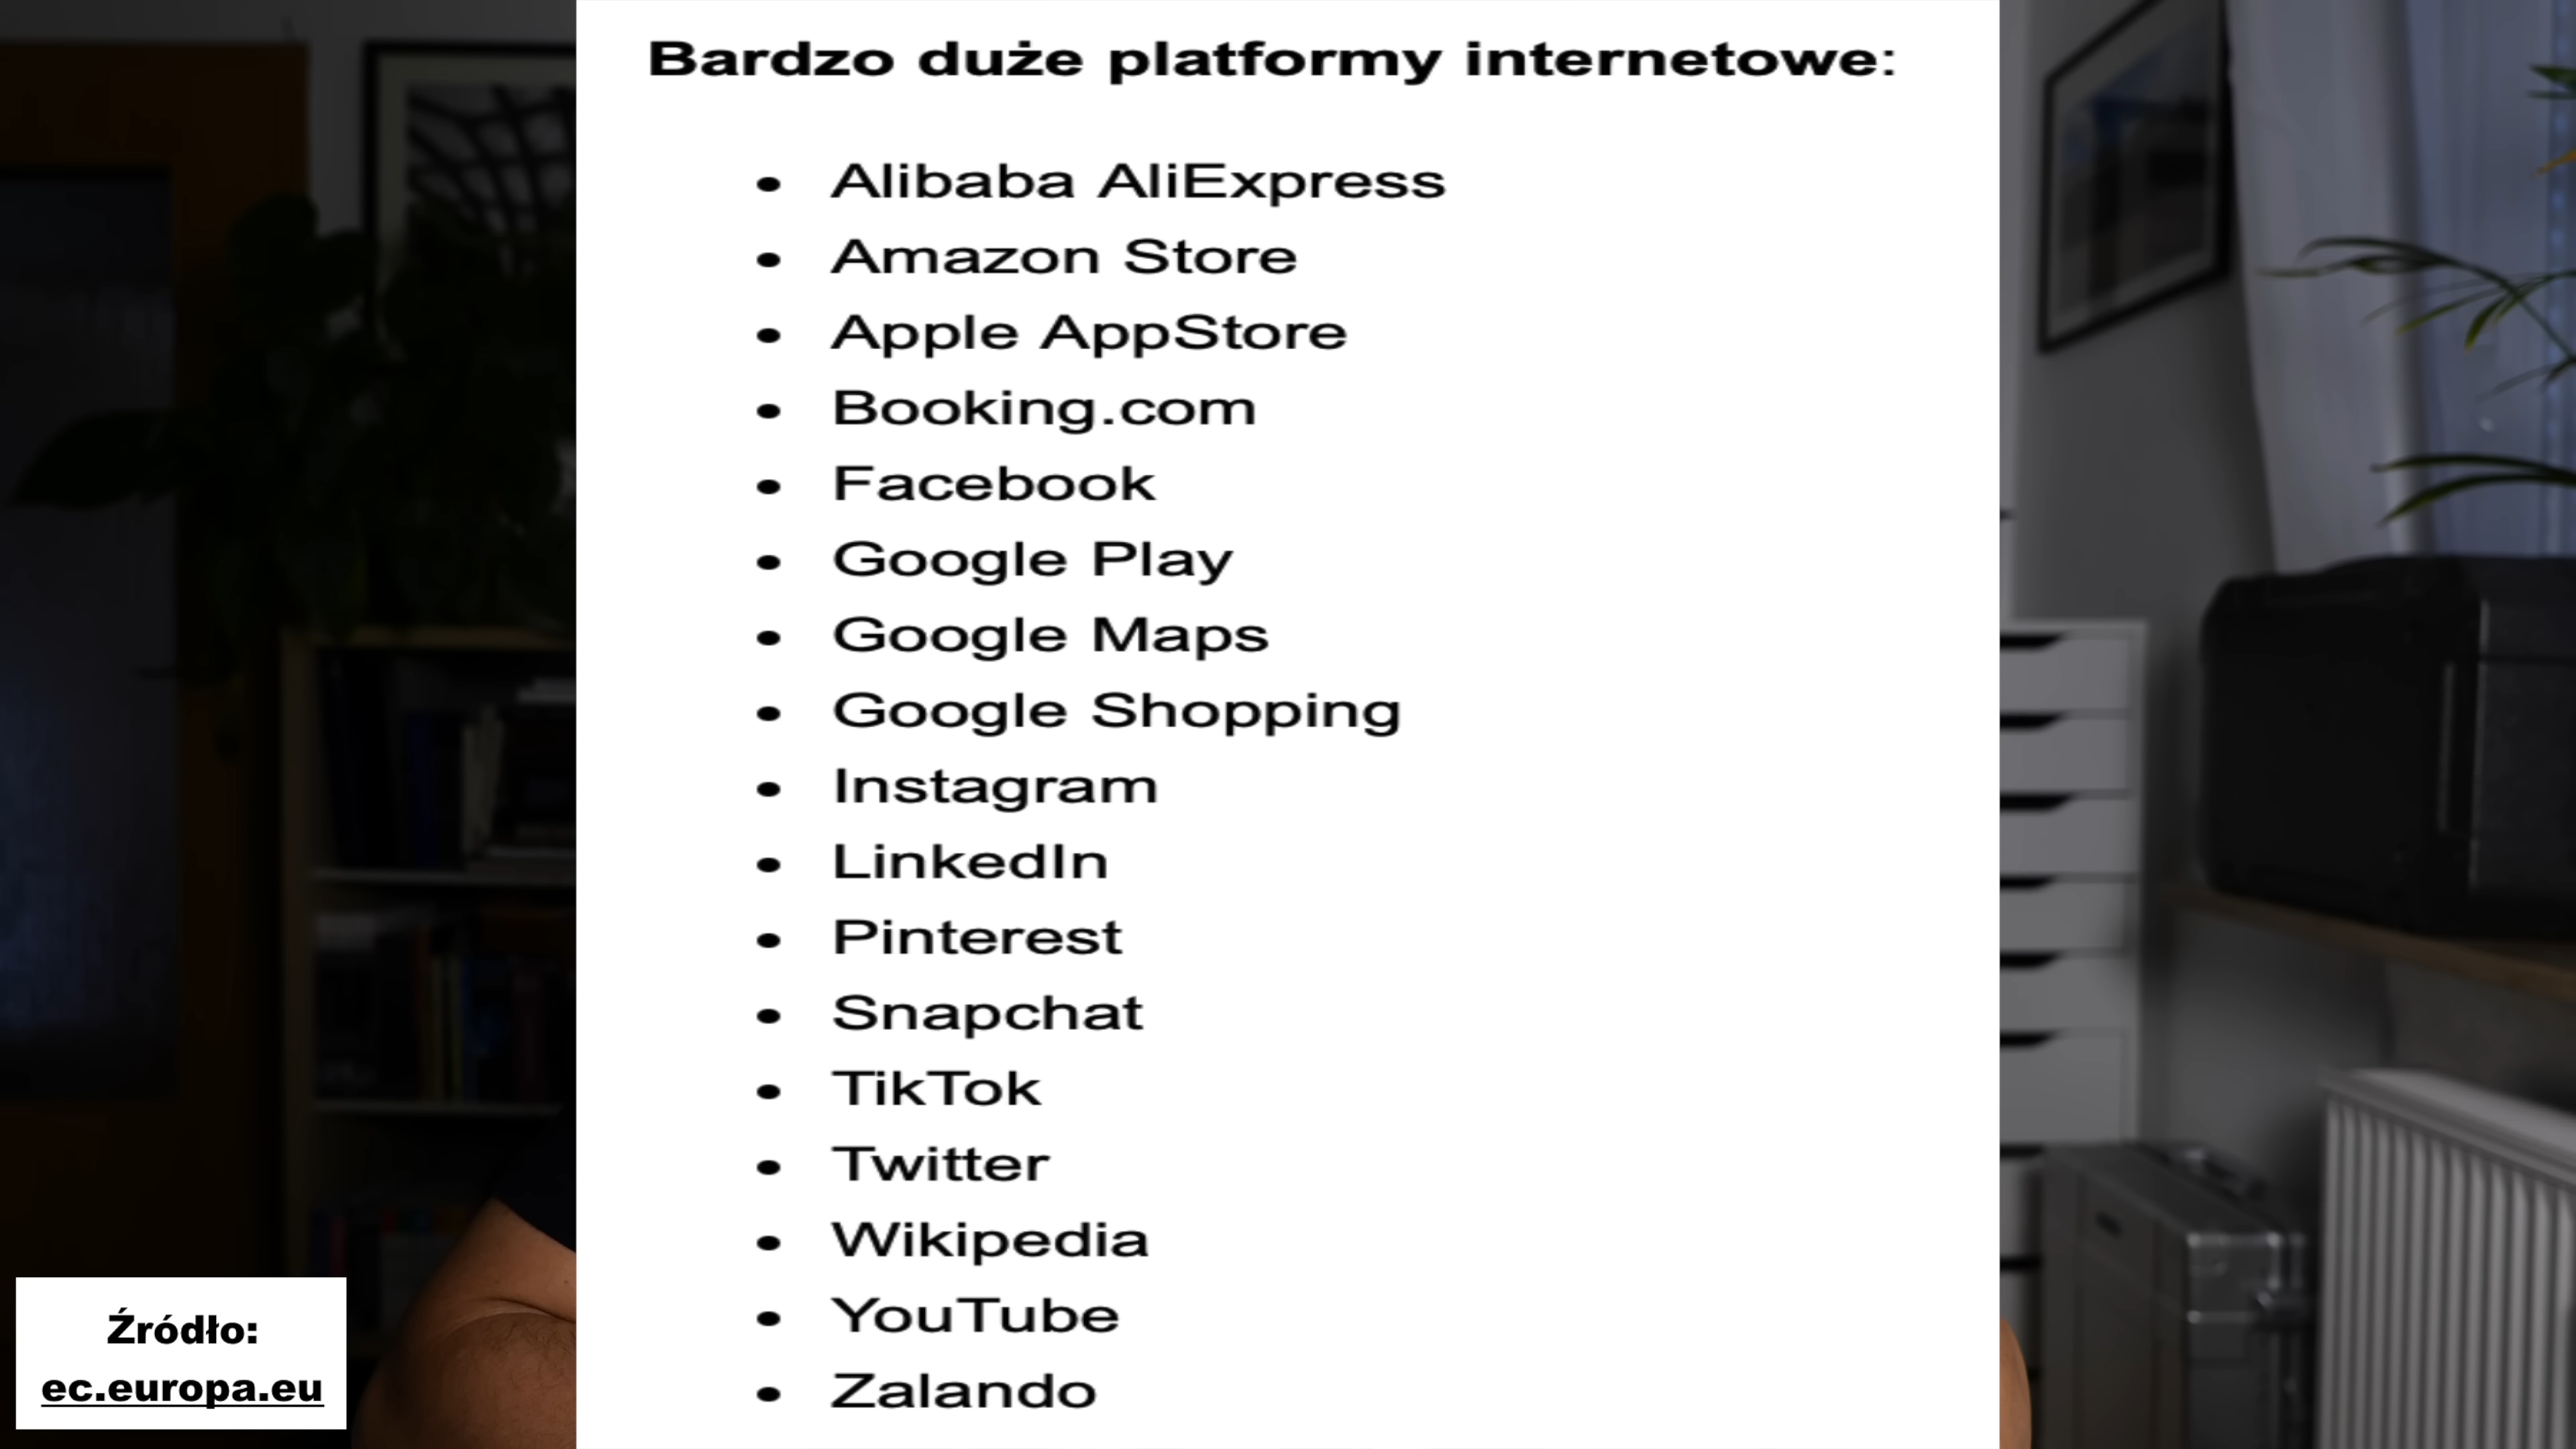 Bardzo duże platformy internetowe:
Alibaba AliExpress
Amazon Store
Apple AppStore
Booking.com
Facebook
Google Play
Google Maps
Google Shopping
Instagram
LinkedIn
Pinterest
Snapchat
TikTok
Twitter
Wikipedia
YouTube
Zalando
Źródło:
ec.europa.eu